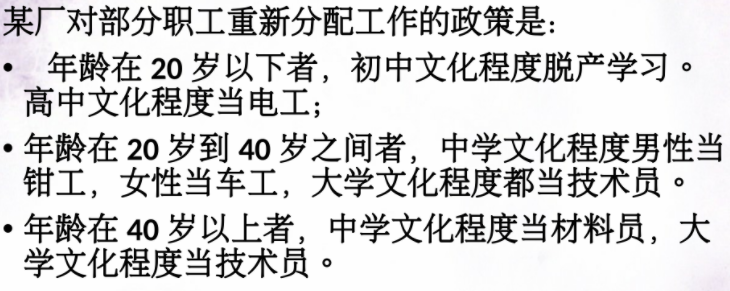 某厂对部分职工重新分配工作的政策是：
• 年龄在 20 岁以下者，初中文化程度脱产学习。
高中文化程度当电工；
• 年龄在 20 岁到 40 岁之间者，中学文化程度男性当
钳工，女性当车工，大学文化程度都当技术员。
• 年龄在 40 岁以上者，中学文化程度当材料员，大
学文化程度当技术员。